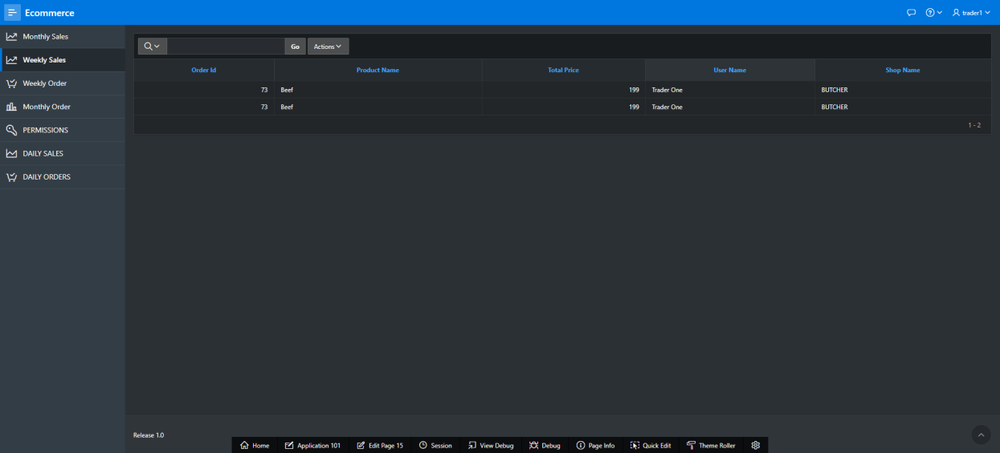 Ecommerce
trader1
Monthly Sales
Weekly Sales
Weekly Order
Monthly Order
PERMISSIONS
DAILY SALES
DAILY ORDERS
Go Actions
Order Id Product Name Total Price User Name Shop Name
73 Beef 199 Trader One BUTCHER
73 Beef 199 Trader One BUTCHER
1 - 2
Release 1.0
Home Application 101 Edit Page 15 Session View Debug Debug Page Info Quick Edit Theme Roller